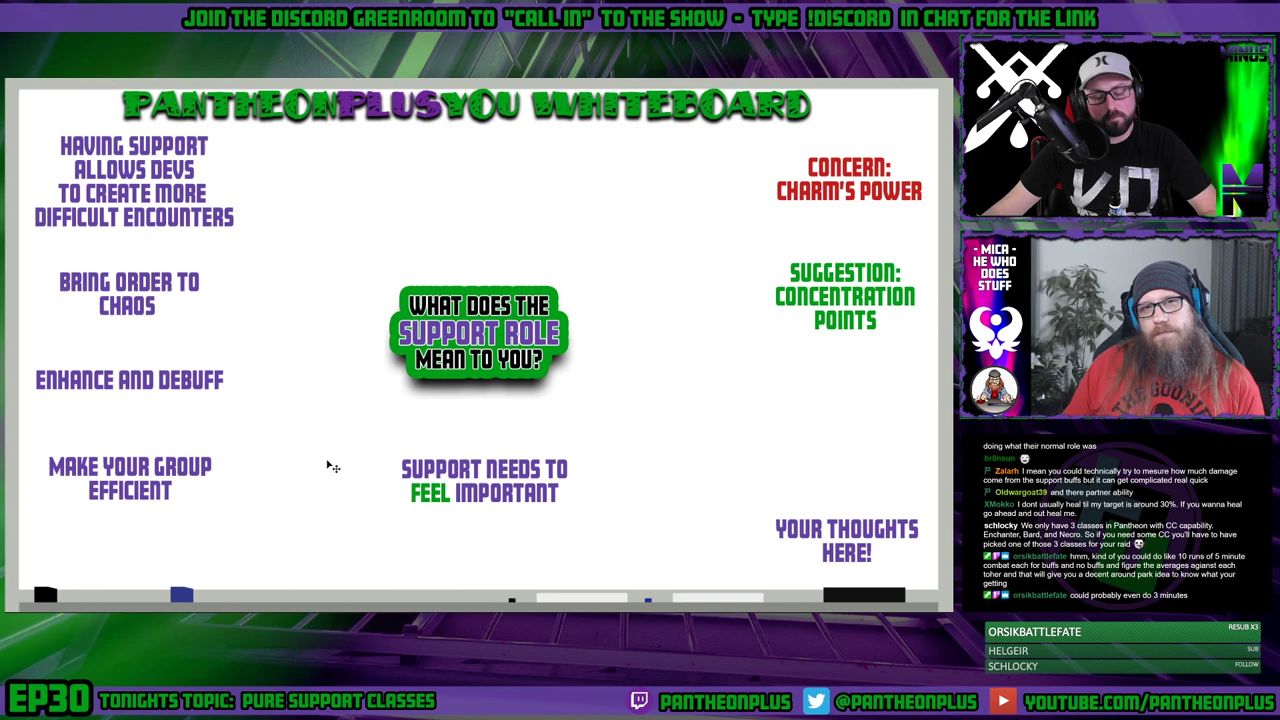 JOIN THE DISCORD GREENROOM TO "CALL IN" TO THE SHOW - TYPE !DISCORD IN CHAT FOR THE LINK
PANTHEONPLUSYOU WHITEBOARD
HAVING SUPPORT
ALLOWS DEVS
TO CREATE MORE
DIFFICULT ENCOUNTERS
BRING ORDER TO
CHAOS
ENHANCE AND DEBUFF
MAKE YOUR GROUP
EFFICIENT
WHAT DOES THE
SUPPORT ROLE
MEAN TO YOU?
SUPPORT NEEDS TO
FEEL IMPORTANT
CONCERN:
CHARM'S POWER
SUGGESTION:
CONCENTRATION
POINTS
YOUR THOUGHTS
HERE!
MINUS
- MICA -
HE WHO
DOES
STUFF
THE GOONIES
doing what their normal role was
br0nsun
Zalarh I mean you could technically try to mesure how much damage
come from the support buffs but it can get complicated real quick
Oldwargoat39 and there partner ability
XMokko I dont usually heal til my target is around 30%. If you wanna heal
go ahead and out heal me.
schlocky We only have 3 classes in Pantheon with CC capability.
Enchanter, Bard, and Necro. So if you need some CC you'll have to have
picked one of those 3 classes for your raid
orsikbattlefate hmm, kind of you could do like 10 runs of 5 minute
combat each for buffs and no buffs and figure the averages agianst each
toher and that will give you a decent around park idea to know what your
getting
orsikbattlefate could probably even do 3 minutes
ORSIKBATTLEFATE RESUB X3
HELGEIR SUB
SCHLOCKY FOLLOW
EP30 TONIGHTS TOPIC: PURE SUPPORT CLASSES
PANTHEONPLUS @PANTHEONPLUS YOUTUBE.COM/PANTHEONPLUS